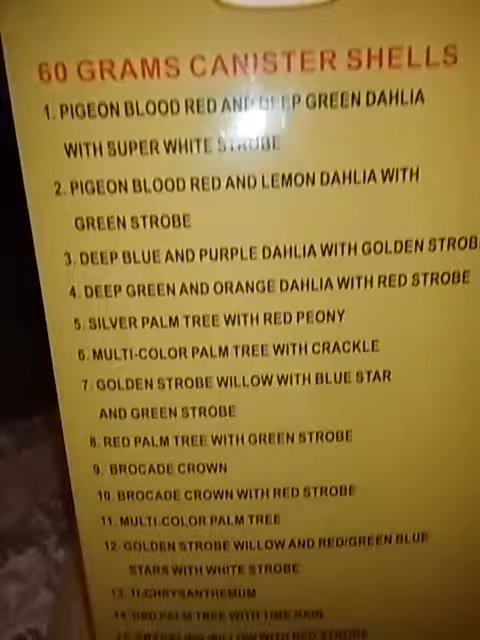 60 GRAMS CANISTER SHELLS
1. PIGEON BLOOD RED AND DEEP GREEN DAHLIA
WITH SUPER WHITE STROBE
2. PIGEON BLOOD RED AND LEMON DAHLIA WITH
GREEN STROBE
3. DEEP BLUE AND PURPLE DAHLIA WITH GOLDEN STROB
4. DEEP GREEN AND ORANGE DAHLIA WITH RED STROBE
5. SILVER PALM TREE WITH RED PEONY
6. MULTI-COLOR PALM TREE WITH CRACKLE
7. GOLDEN STROBE WILLOW WITH BLUE STAR
AND GREEN STROBE
8. RED PALM TREE WITH GREEN STROBE
9. BROCADE CROWN
10. BROCADE CROWN WITH RED STROBE
11. MULTI-COLOR PALM TREE
12. GOLDEN STROBE WILLOW AND RED/GREEN BLUE
STARS WITH WHITE STROBE
13. TI-CHRYSANTHEMUM
14. RED PALM TREE WITH TIME RAIN
WILLOW WITH RED STROBE